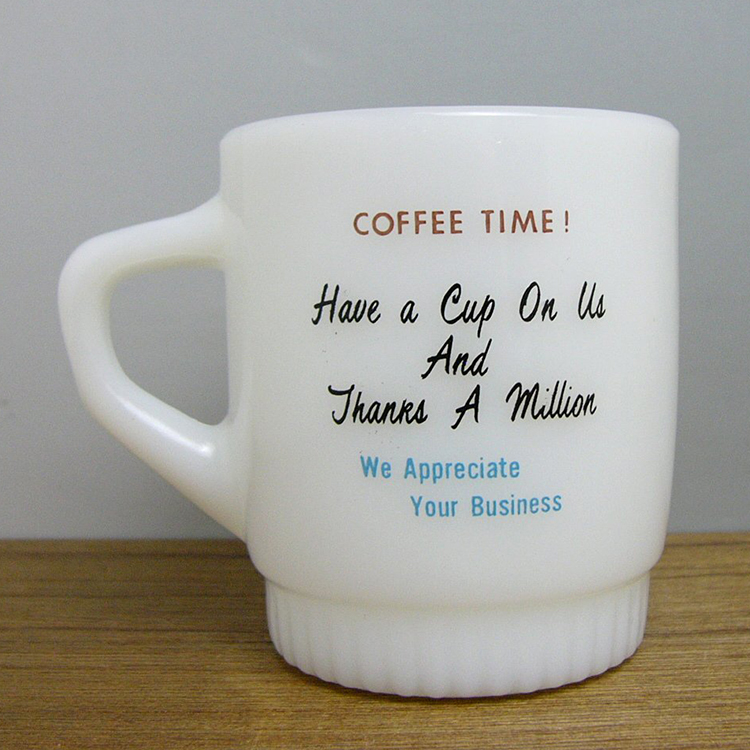 COFFEE TIME!
Have a Cup On Us
And
Thanks A Million
We Appreciate
Your Business